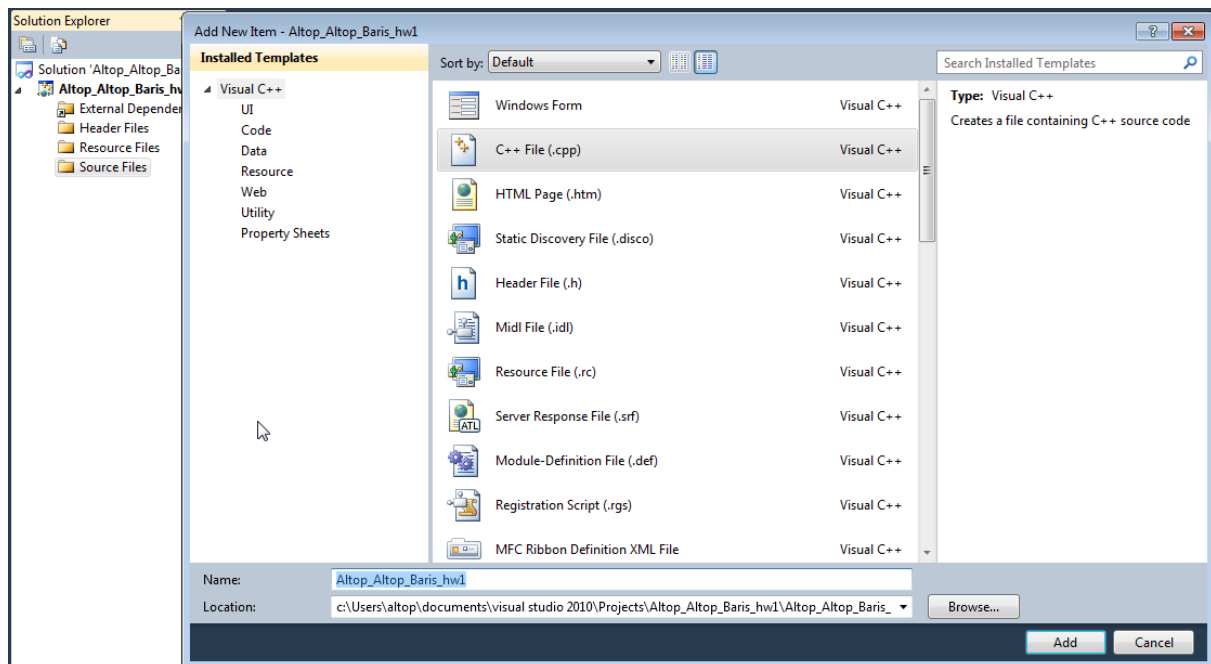 Solution Explorer
Solution 'Altop_Altop_Ba
Altop_Altop_Baris_hw
External Depender
Header Files
Resource Files
Source Files
Add New Item - Altop_Altop_Baris_hw1
Installed Templates
Visual C++
UI
Code
Data
Resource
Web
Utility
Property Sheets
Sort by: Default
Windows Form Visual C++
C++ File (.cpp) Visual C++
HTML Page (.htm) Visual C++
Static Discovery File (.disco) Visual C++
Header File (.h) Visual C++
Midl File (.idl) Visual C++
Resource File (.rc) Visual C++
ATL
Server Response File (.srf) Visual C++
Module-Definition File (.def) Visual C++
Registration Script (.rgs) Visual C++
MFC Ribbon Definition XML File Visual C++
Search Installed Templates
Type: Visual C++
Creates a file containing C++ source code
Name: Altop_Altop_Baris_hw1
Location: c:\Users\altop\documents\visual studio 2010\Projects\Altop_Altop_Baris_hw1\Altop_Altop_Baris_
Browse...
Add Cancel